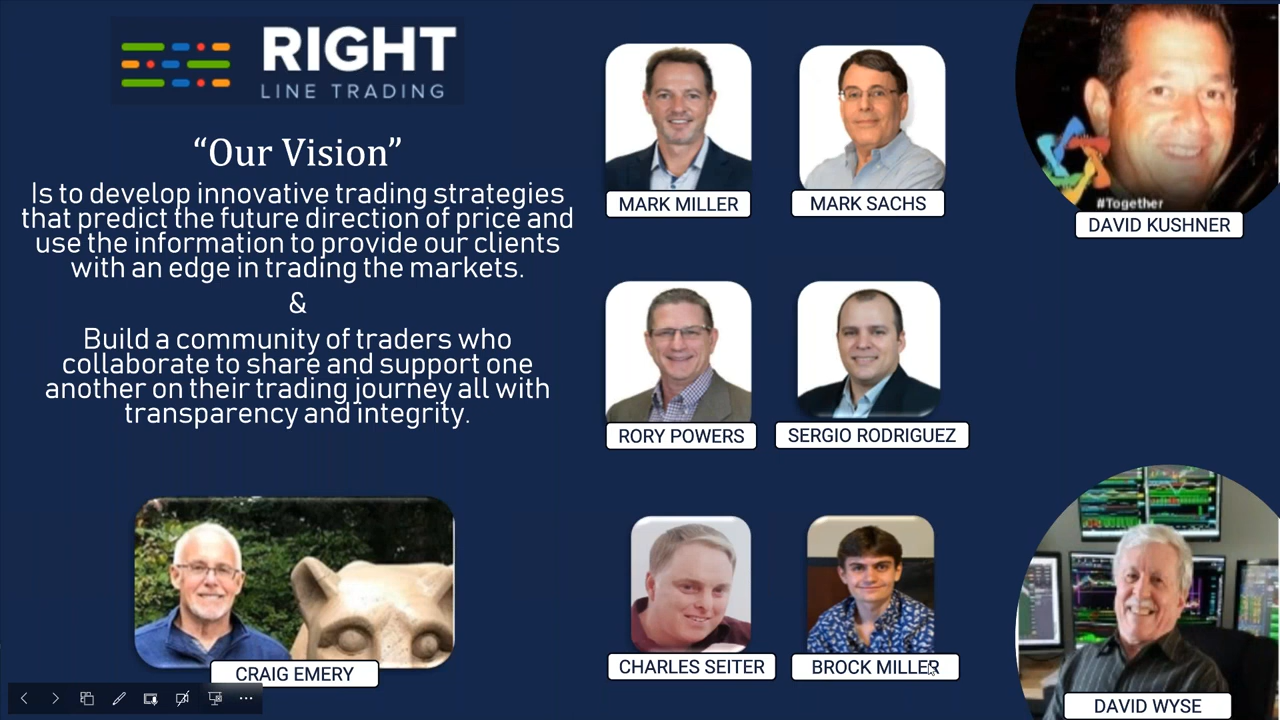 RIGHT
LINE TRADING
“Our Vision”
Is to develop innovative trading strategies
that predict the future direction of price and
use the information to provide our clients
with an edge in trading the markets.
&
Build a community of traders who
collaborate to share and support one
another on their trading journey all with
transparency and integrity.
MARK MILLER
MARK SACHS
#Together
DAVID KUSHNER
RORY POWERS
SERGIO RODRIGUEZ
CRAIG EMERY
CHARLES SEITER
BROCK MILLER
DAVID WYSE